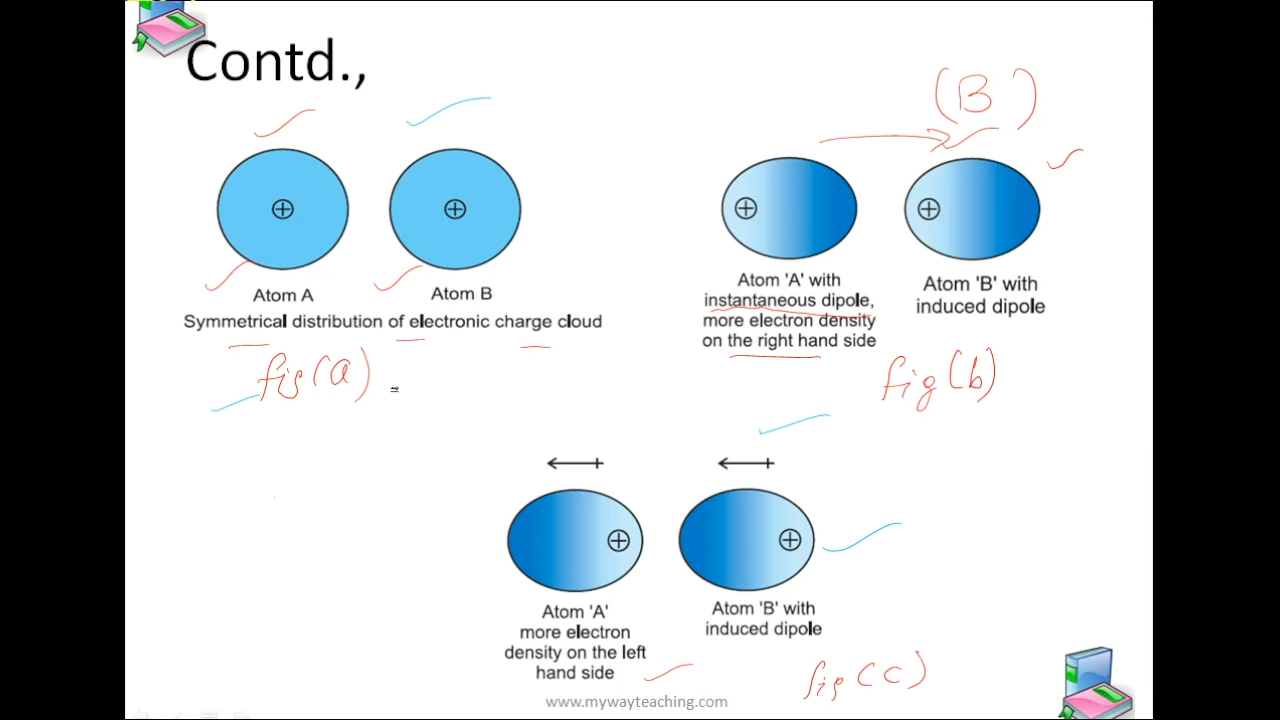 Contd.,
(B)
Atom A
Atom B
Symmetrical distribution of electronic charge cloud
fig(a)
Atom 'A' with
instantaneous dipole,
more electron density
on the right hand side
Atom 'B' with
induced dipole
fig(b)
Atom 'A'
more electron
density on the left
hand side
Atom 'B' with
induced dipole
fig(c)
www.mywayteaching.com